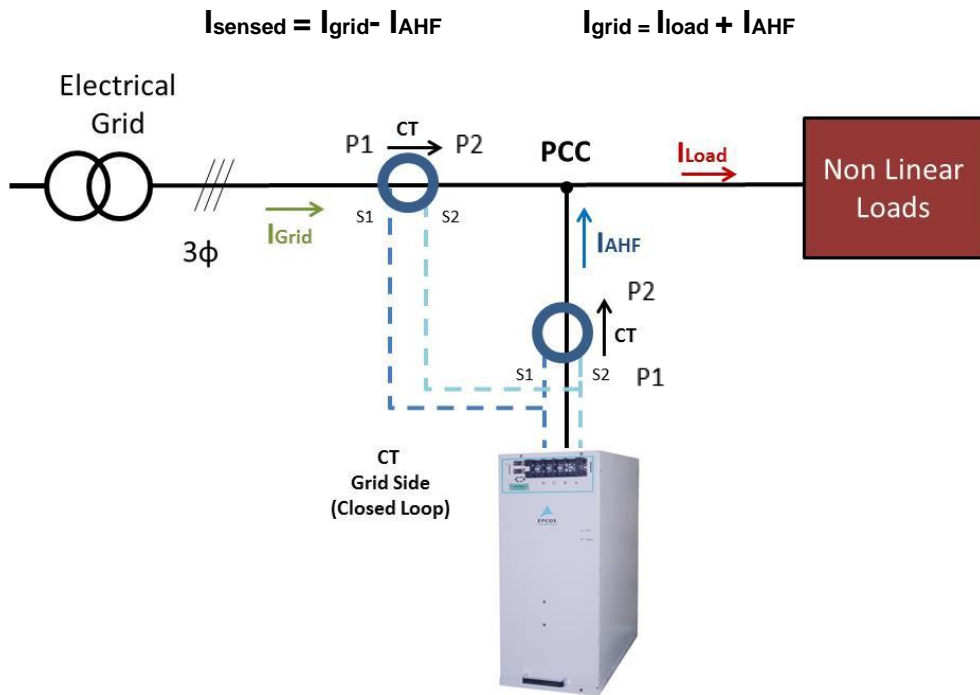 Isensed = Igrid- IAHF
Igrid = Iload + IAHF
Electrical
Grid
P1
CT
P2
PCC
ILoad
Non Linear
Loads
S1
S2
IGrid
3ϕ
IAHF
P2
CT
S1
S2
P1
CT
Grid Side
(Closed Loop)
EPCOS